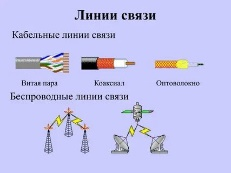 Линии связи
Кабельные линии связи
Витая пара Коаксиал Оптоволокно
Беспроводные линии связи